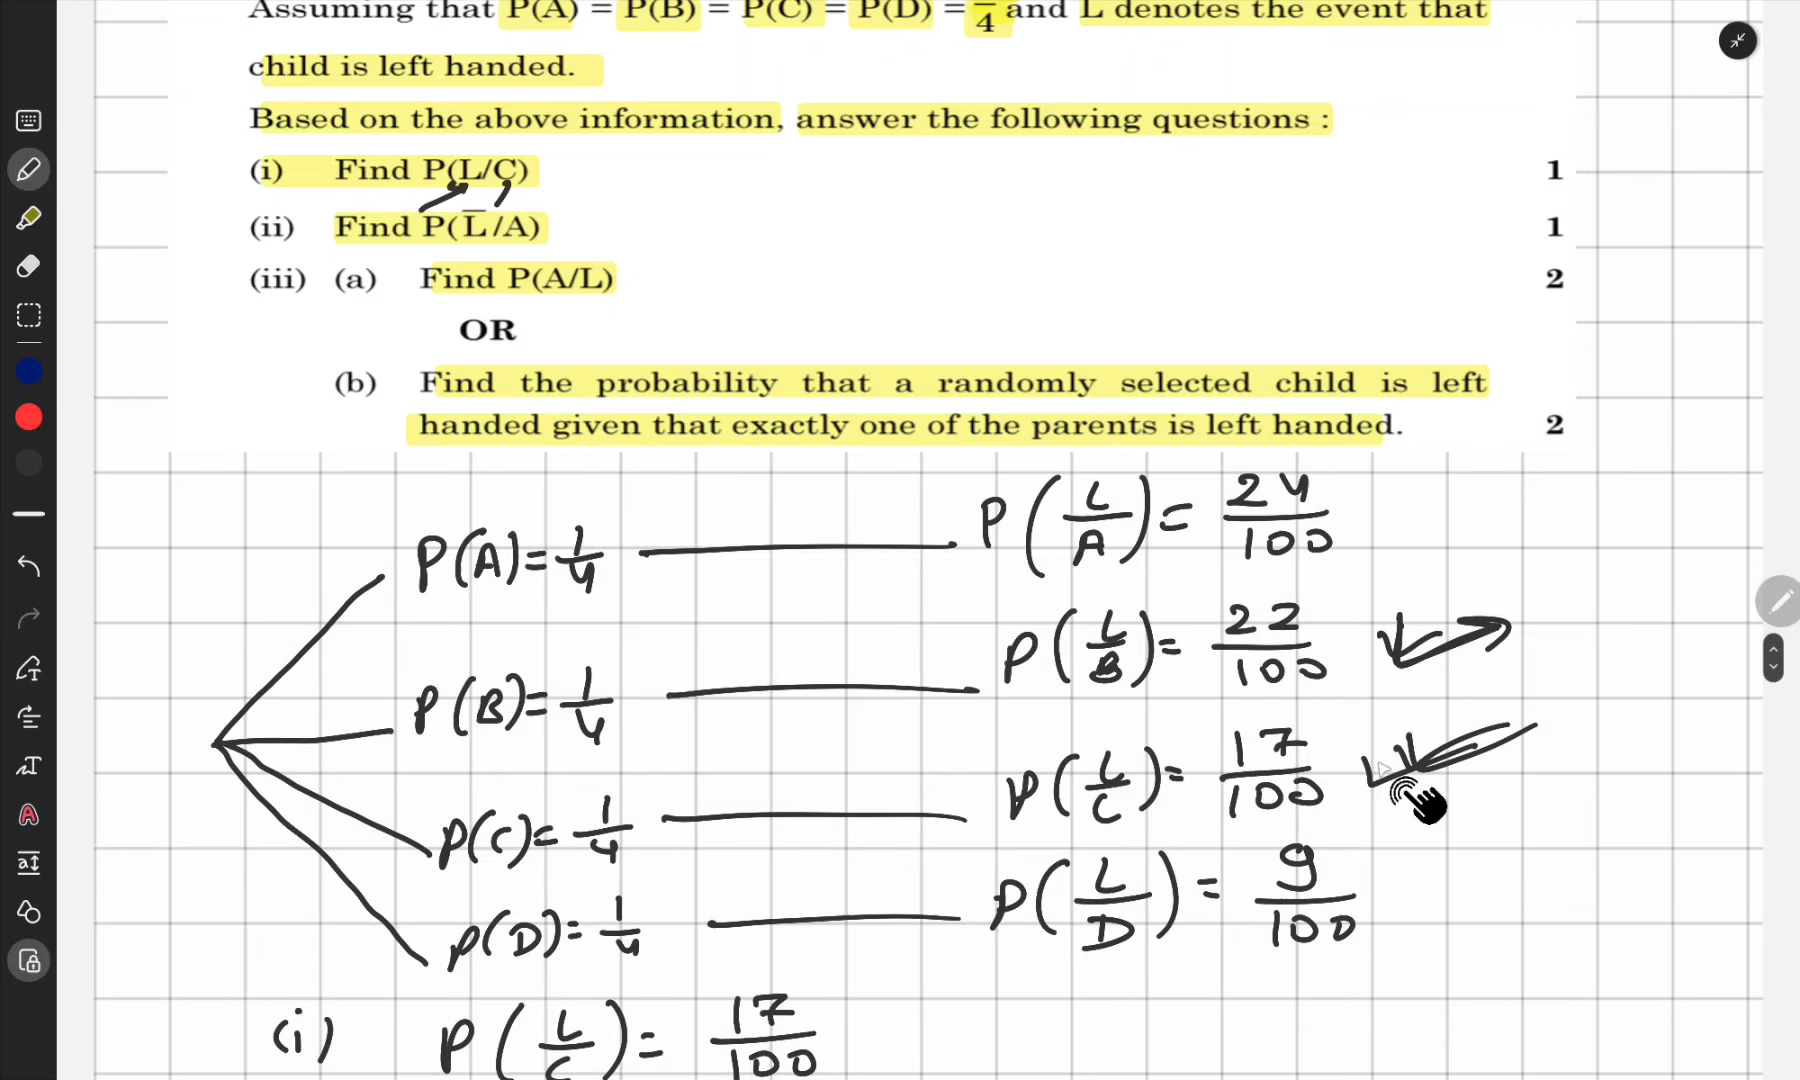 Assuming that P(A) = P(B) = P(C) = P(D) = –/4 and L denotes the event that
child is left handed.
Based on the above information, answer the following questions :
(i) Find P(L/C) 1
(ii) Find P(L̅/A) 1
(iii) (a) Find P(A/L) 2
OR
(b) Find the probability that a randomly selected child is left
handed given that exactly one of the parents is left handed. 2
P(A)=1/4 P(L/A)=24/100
P(B)=1/4 P(L/B)=22/100
P(C)=1/4 P(L/C)=17/100
P(D)=1/4 P(L/D)=9/100
(i) P(L/C)=17/100